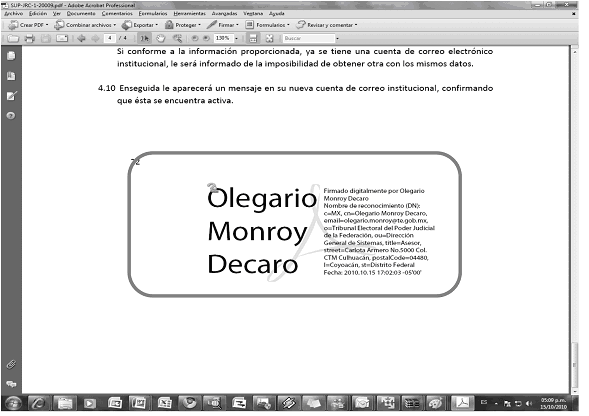 SUP-JRC-1-20009.pdf - Adobe Acrobat Professional
Archivo Edición Ver Documento Comentarios Formularios Herramientas Avanzadas Ventana Ayuda
Crear PDF Combinar archivos Exportar Proteger Firmar Formularios Revisar y comentar
4 / 4 130% Buscar
Si conforme a la información proporcionada, ya se tiene una cuenta de correo electrónico
institucional, le será informado de la imposibilidad de obtener otra con los mismos datos.
4.10 Enseguida le aparecerá un mensaje en su nueva cuenta de correo institucional, confirmando
que ésta se encuentra activa.
Olegario
Monroy
Decaro
Firmado digitalmente por Olegario
Monroy Decaro
Nombre de reconocimiento (DN):
c=MX, cn=Olegario Monroy Decaro,
email=olegario.monroy@te.gob.mx,
o=Tribunal Electoral del Poder Judicial
de la Federación, ou=Dirección
General de Sistemas, title=Asesor,
street=Carlota Armero No.5000 Col.
CTM Culhuacán, postalCode=04480,
l=Coyoacán, st=Distrito Federal
Fecha: 2010.10.15 17:02:03 -05'00'
ES
05:09 p.m.
15/10/2010